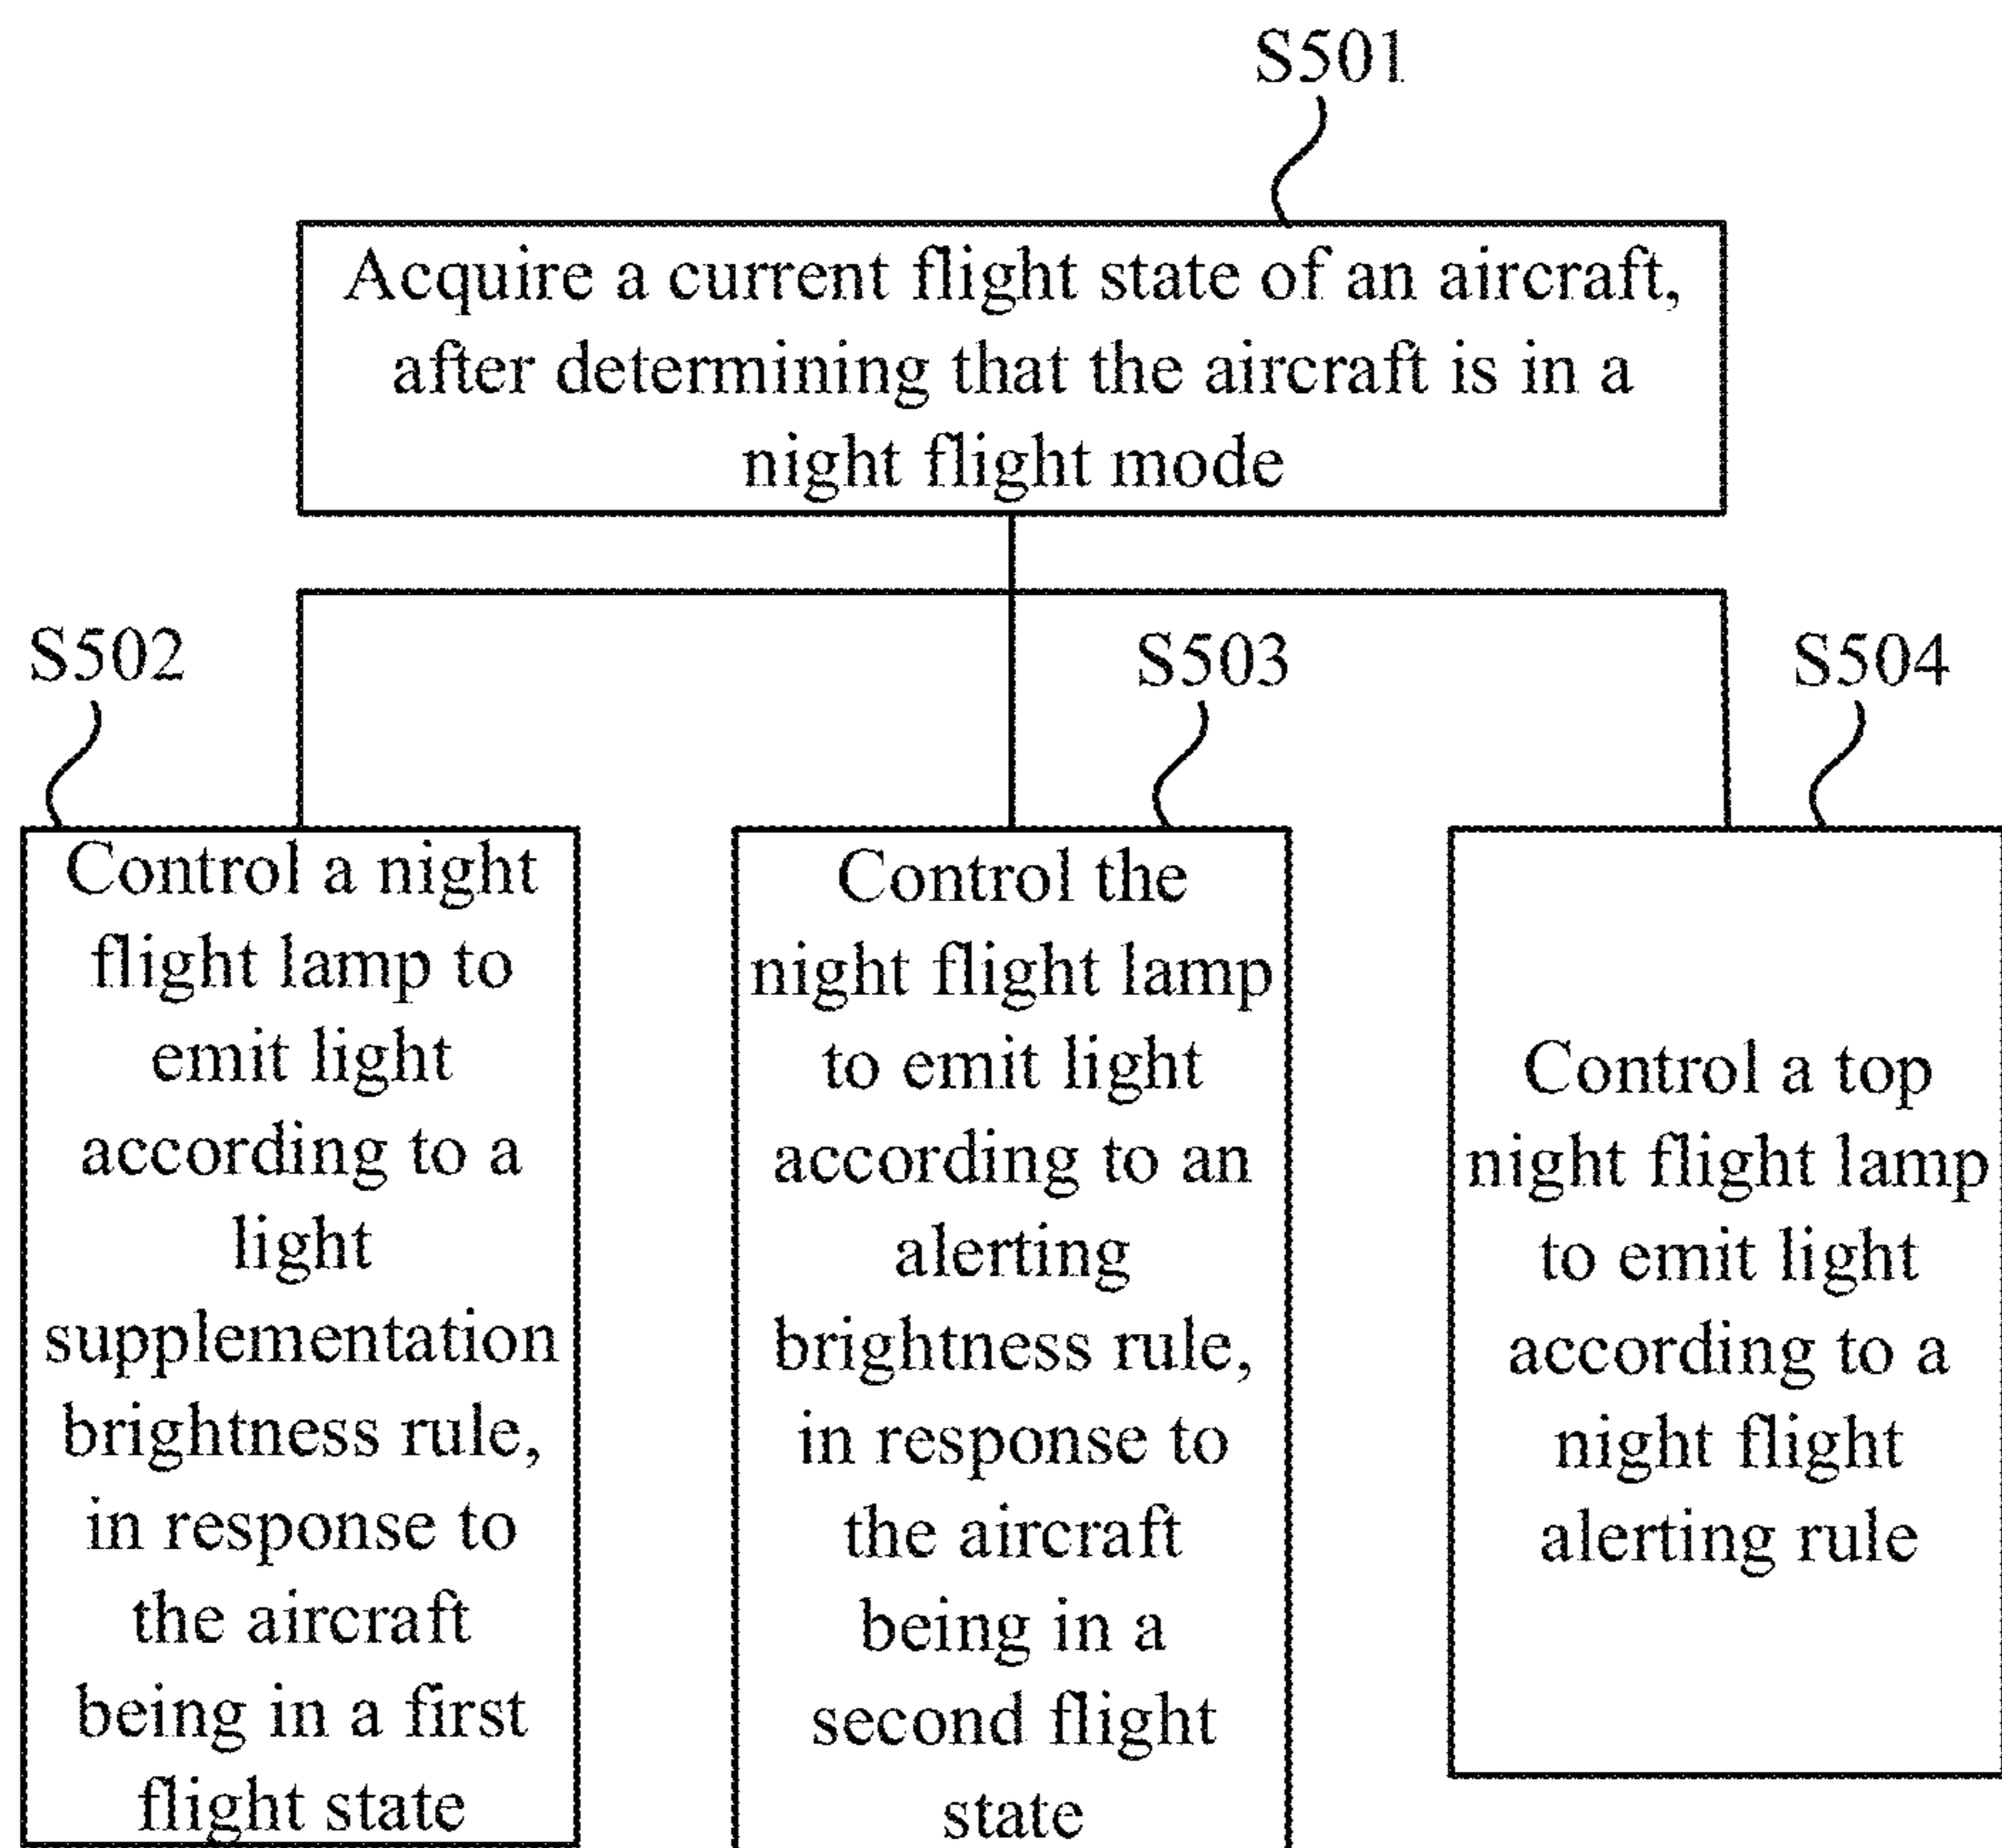 S501
Acquire a current flight state of an aircraft,
after determining that the aircraft is in a
night flight mode
S502
S503
S504
Control a night
flight lamp to
emit light
according to a
light
supplementation
brightness rule,
in response to
the aircraft
being in a first
flight state
Control the
night flight lamp
to emit light
according to an
alerting
brightness rule,
in response to
the aircraft
being in a
second flight
state
Control a top
night flight lamp
to emit light
according to a
night flight
alerting rule